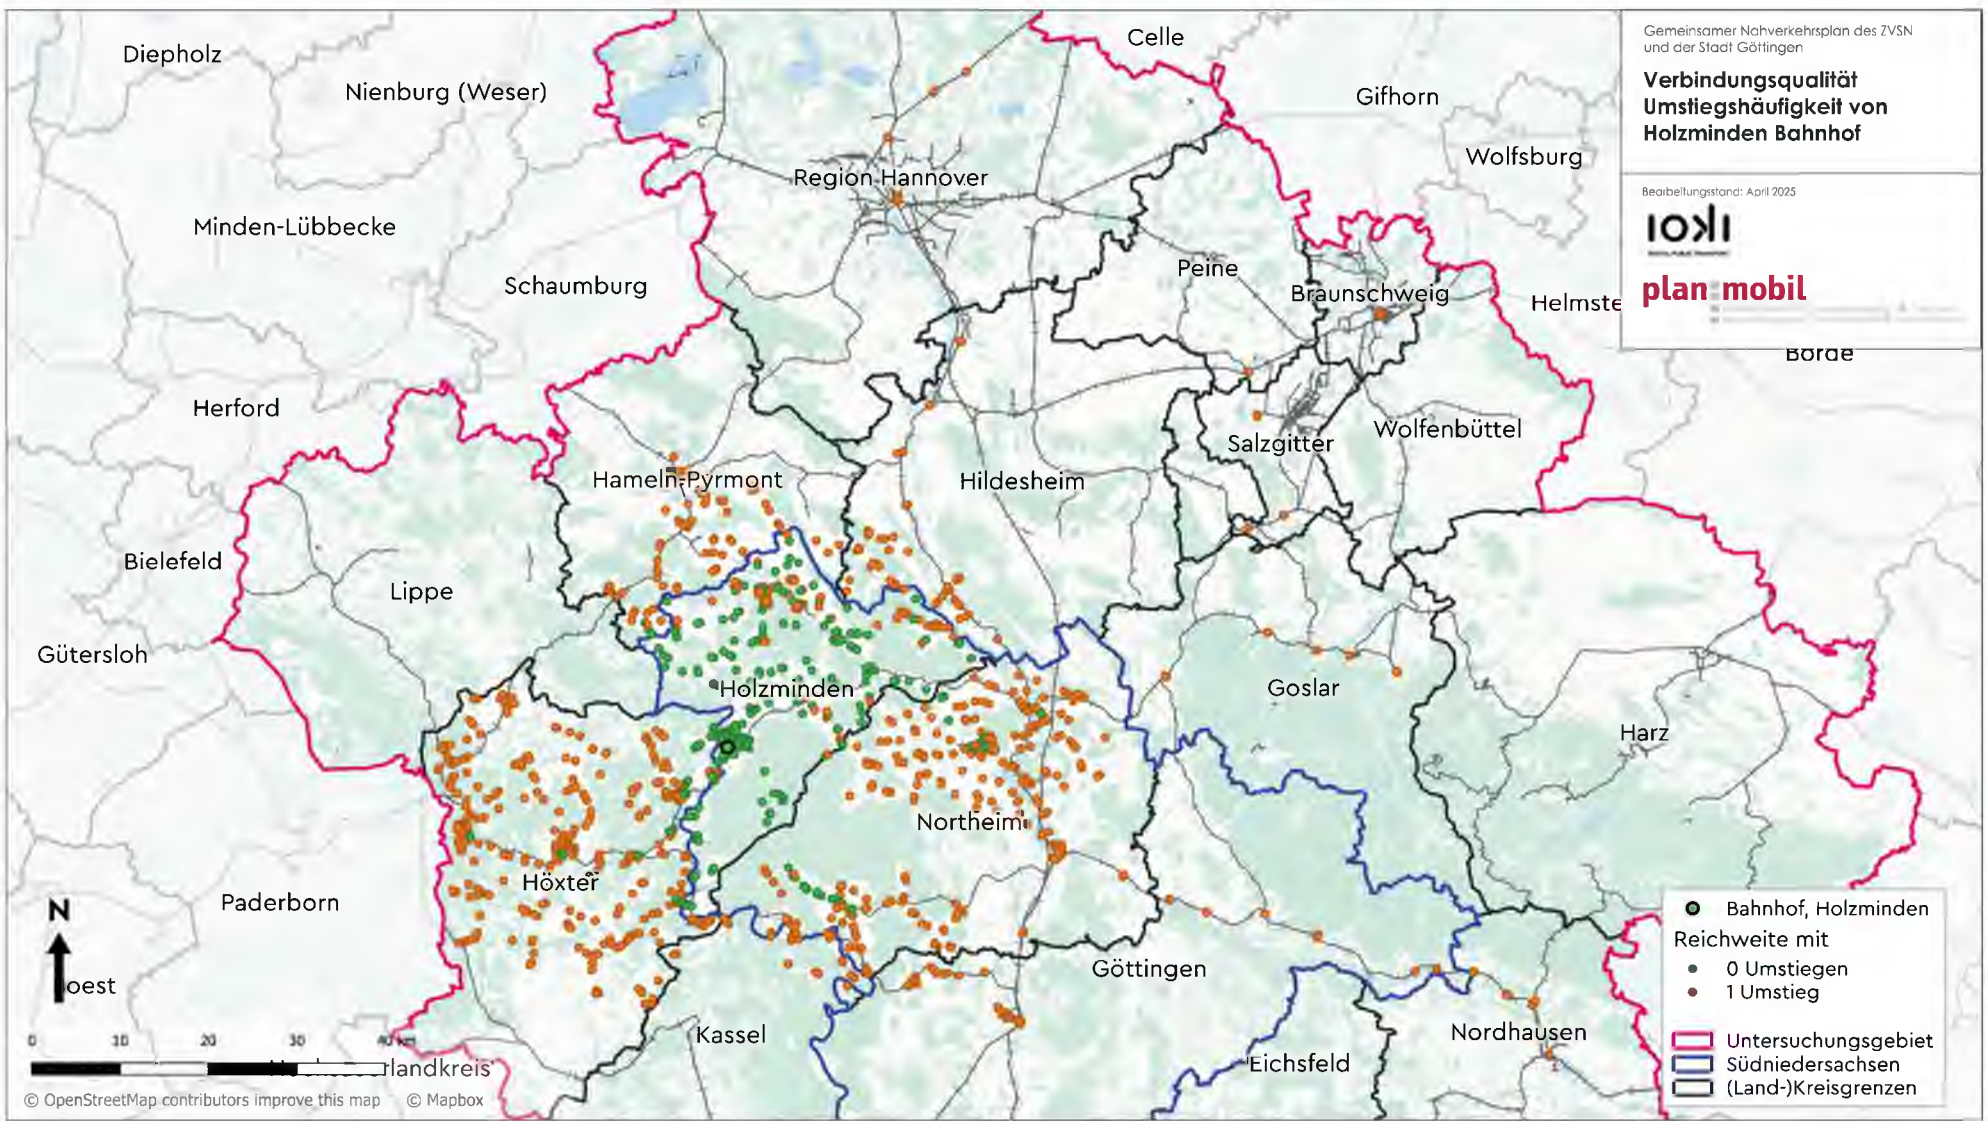 Gemeinsamer Nahverkehrsplan des ZVSN
und der Stadt Göttingen
Verbindungsqualität
Umstiegshäufigkeit von
Holzminden Bahnhof
Bearbeitungsstand: April 2025
ioki
plan:mobil
Diepholz
Celle
Nienburg (Weser)
Gifhorn
Wolfsburg
Region Hannover
Minden-Lübbecke
Peine
Schaumburg
Braunschweig
Helmste
Börde
Herford
Salzgitter
Wolfenbüttel
Hameln-Pyrmont
Hildesheim
Bielefeld
Lippe
Gütersloh
Holzminden
Goslar
Harz
Northeim
Höxter
Paderborn
Göttingen
oest
Kassel
Nordhausen
Eichsfeld
landkreis
N
0 10 20 30 40 km
Bahnhof, Holzminden
Reichweite mit
0 Umstiegen
1 Umstieg
Untersuchungsgebiet
Südniedersachsen
(Land-)Kreisgrenzen
© OpenStreetMap contributors improve this map © Mapbox